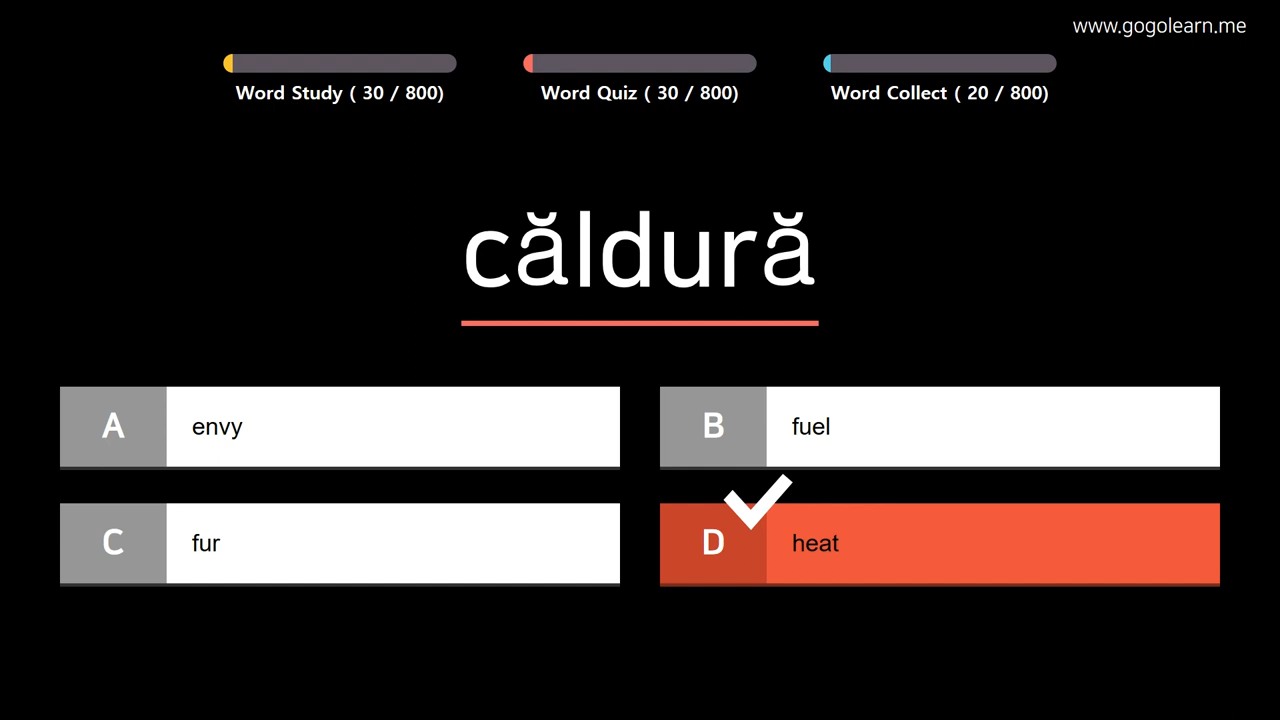 www.gogolearn.me
Word Study ( 30 / 800)
Word Quiz ( 30 / 800)
Word Collect ( 20 / 800)
căldură
A envy
B fuel
C fur
D heat